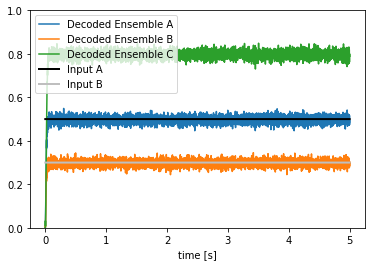 1.0
0.8
0.6
0.4
0.2
0.0
Decoded Ensemble A
Decoded Ensemble B
Decoded Ensemble C
Input A
Input B
0 1 2 3 4 5
time [s]